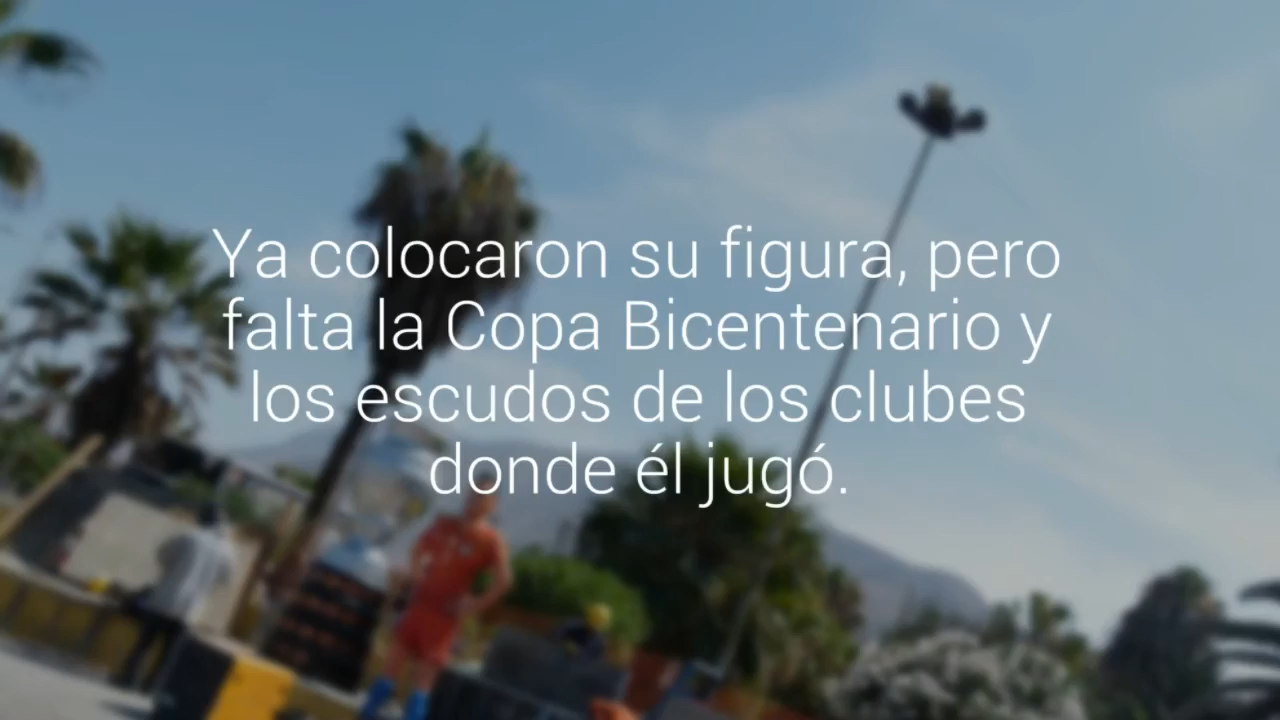 Ya colocaron su figura, pero
falta la Copa Bicentenario y
los escudos de los clubes
donde él jugó.